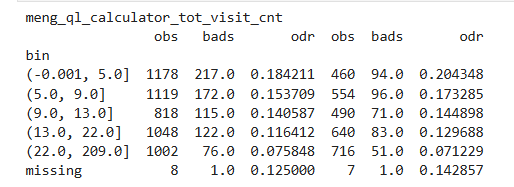 meng_ql_calculator_tot_visit_cnt
obs bads odr obs bads odr
bin
(-0.001, 5.0] 1178 217.0 0.184211 460 94.0 0.204348
(5.0, 9.0] 1119 172.0 0.153709 554 96.0 0.173285
(9.0, 13.0] 818 115.0 0.140587 490 71.0 0.144898
(13.0, 22.0] 1048 122.0 0.116412 640 83.0 0.129688
(22.0, 209.0] 1002 76.0 0.075848 716 51.0 0.071229
missing 8 1.0 0.125000 7 1.0 0.142857